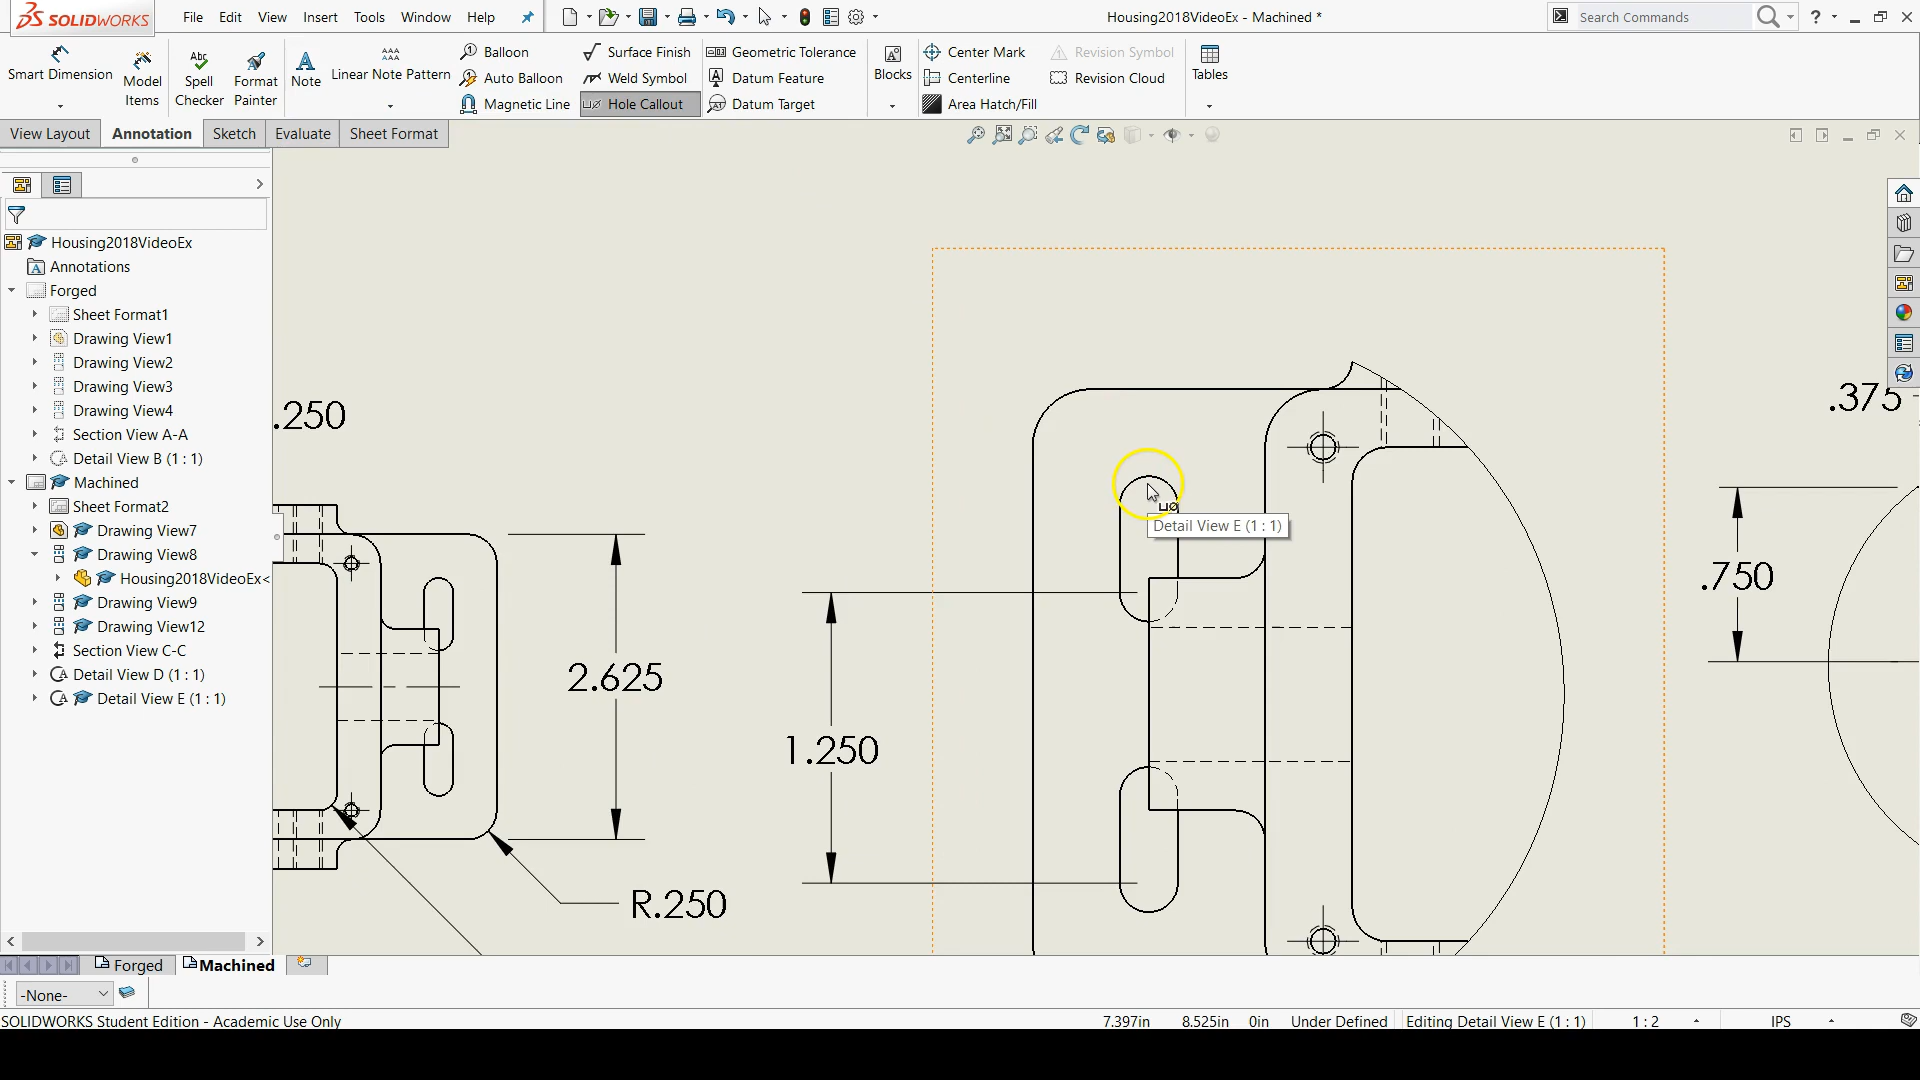 SOLIDWORKS
File Edit View Insert Tools Window Help
Housing2018VideoEx - Machined *
Search Commands
Smart Dimension
Model Items
Spell Checker
Format Painter
Note
Linear Note Pattern
Balloon
Auto Balloon
Magnetic Line
Surface Finish
Weld Symbol
Hole Callout
Geometric Tolerance
Datum Feature
Datum Target
Blocks
Center Mark
Centerline
Area Hatch/Fill
Revision Symbol
Revision Cloud
Tables
View Layout Annotation Sketch Evaluate Sheet Format
Housing2018VideoEx
Annotations
Forged
Sheet Format1
Drawing View1
Drawing View2
Drawing View3
Drawing View4
Section View A-A
Detail View B (1 : 1)
Machined
Sheet Format2
Drawing View7
Drawing View8
Housing2018VideoEx<
Drawing View9
Drawing View12
Section View C-C
Detail View D (1 : 1)
Detail View E (1 : 1)
.250
2.625
R.250
1.250
Detail View E (1 : 1)
.375
.750
Forged Machined
-None-
SOLIDWORKS Student Edition - Academic Use Only
7.397in 8.525in 0in Under Defined Editing Detail View E (1 : 1) 1 : 2 IPS